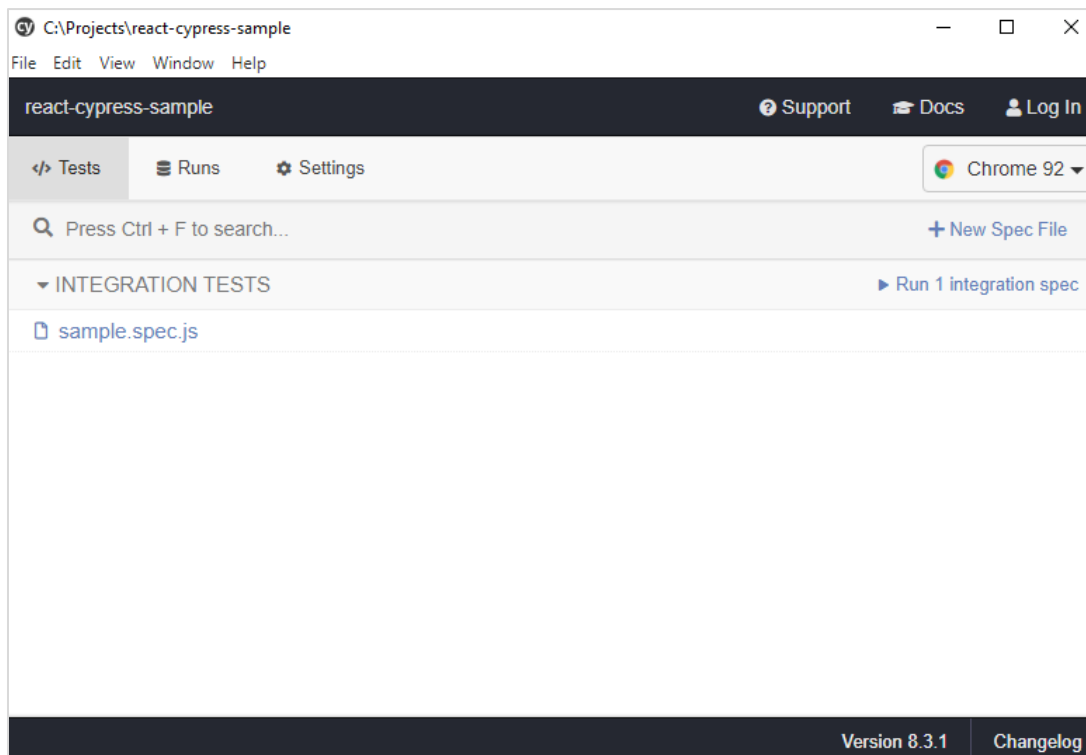 cy C:\Projects\react-cypress-sample
File Edit View Window Help
react-cypress-sample Support Docs Log In
</> Tests Runs Settings Chrome 92
Press Ctrl + F to search... + New Spec File
INTEGRATION TESTS Run 1 integration spec
sample.spec.js
Version 8.3.1 Changelog